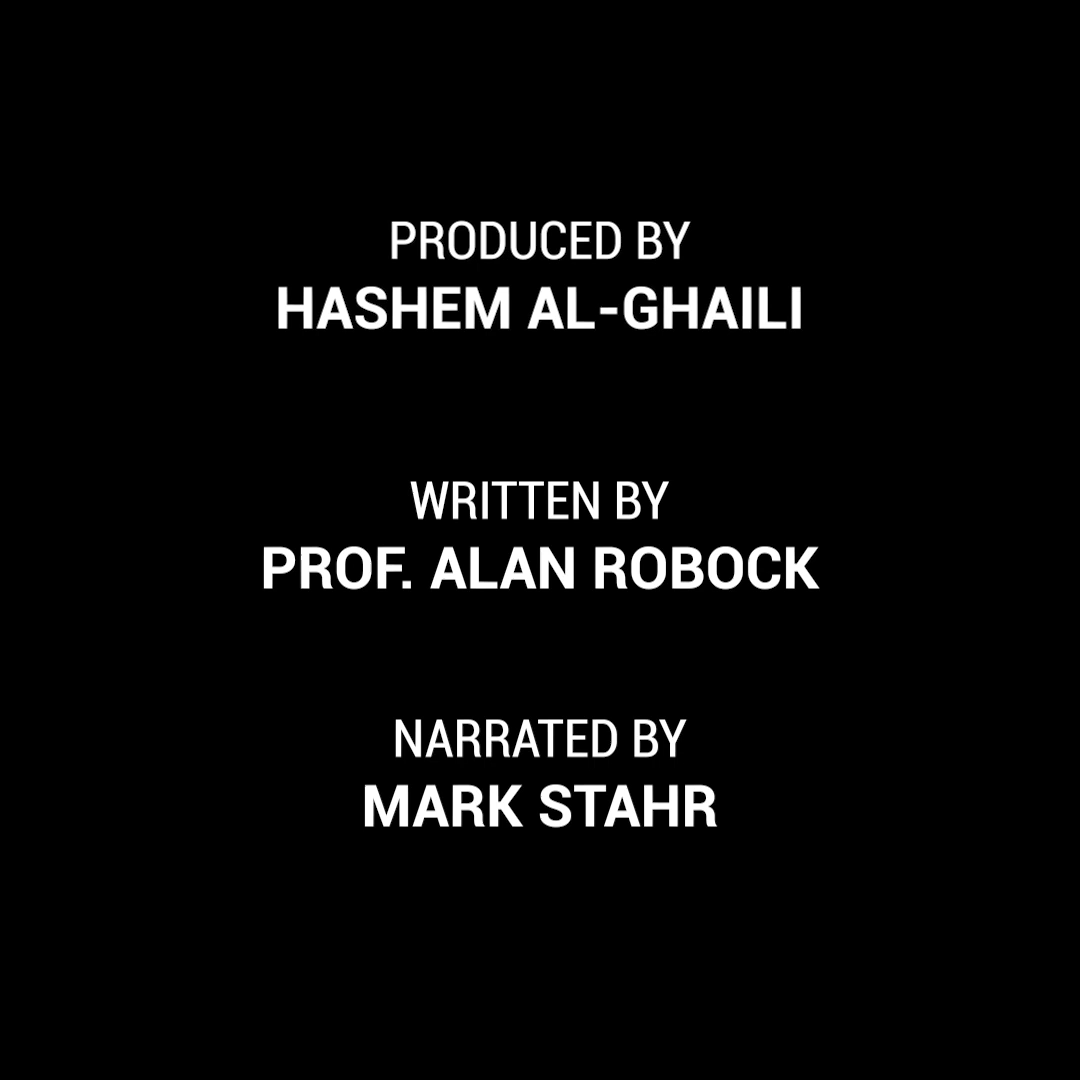 PRODUCED BY
HASHEM AL-GHAILI
WRITTEN BY
PROF. ALAN ROBOCK
NARRATED BY
MARK STAHR